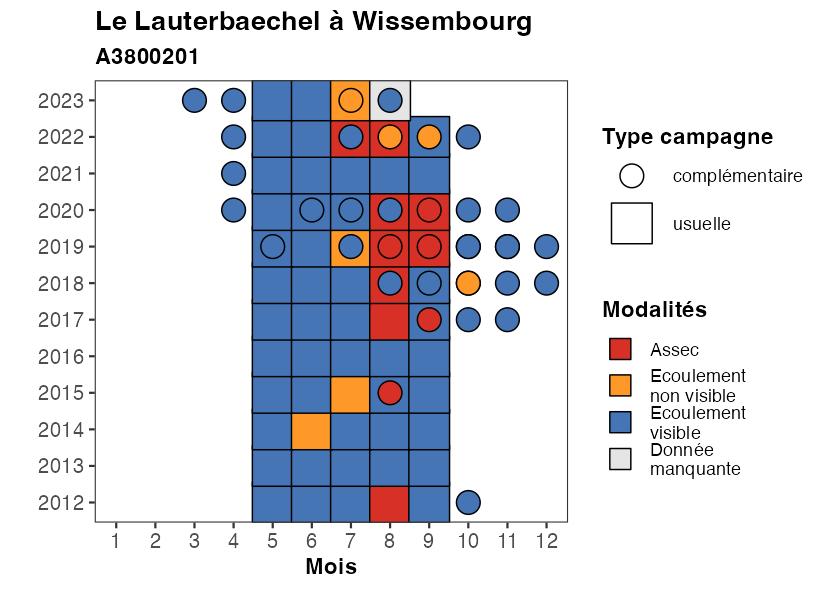 Le Lauterbaechel à Wissembourg
A3800201
2023
2022
2021
2020
2019
2018
2017
2016
2015
2014
2013
2012
1 2 3 4 5 6 7 8 9 10 11 12
Mois
Type campagne
complémentaire
usuelle
Modalités
Assec
Ecoulement
non visible
Ecoulement
visible
Donnée
manquante